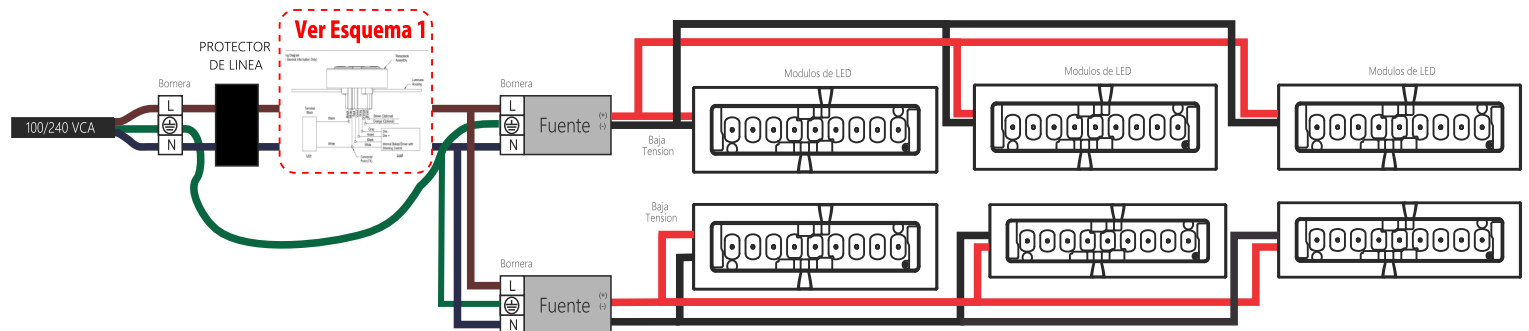 Ver Esquema 1
PROTECTOR
DE LINEA
Bornera
L
N
100/240 VCA
Bornera
L
N
Fuente
(+)
(-)
Baja
Tension
Modulos de LED
Modulos de LED
Modulos de LED
Baja
Tension
Bornera
L
N
Fuente
(+)
(-)